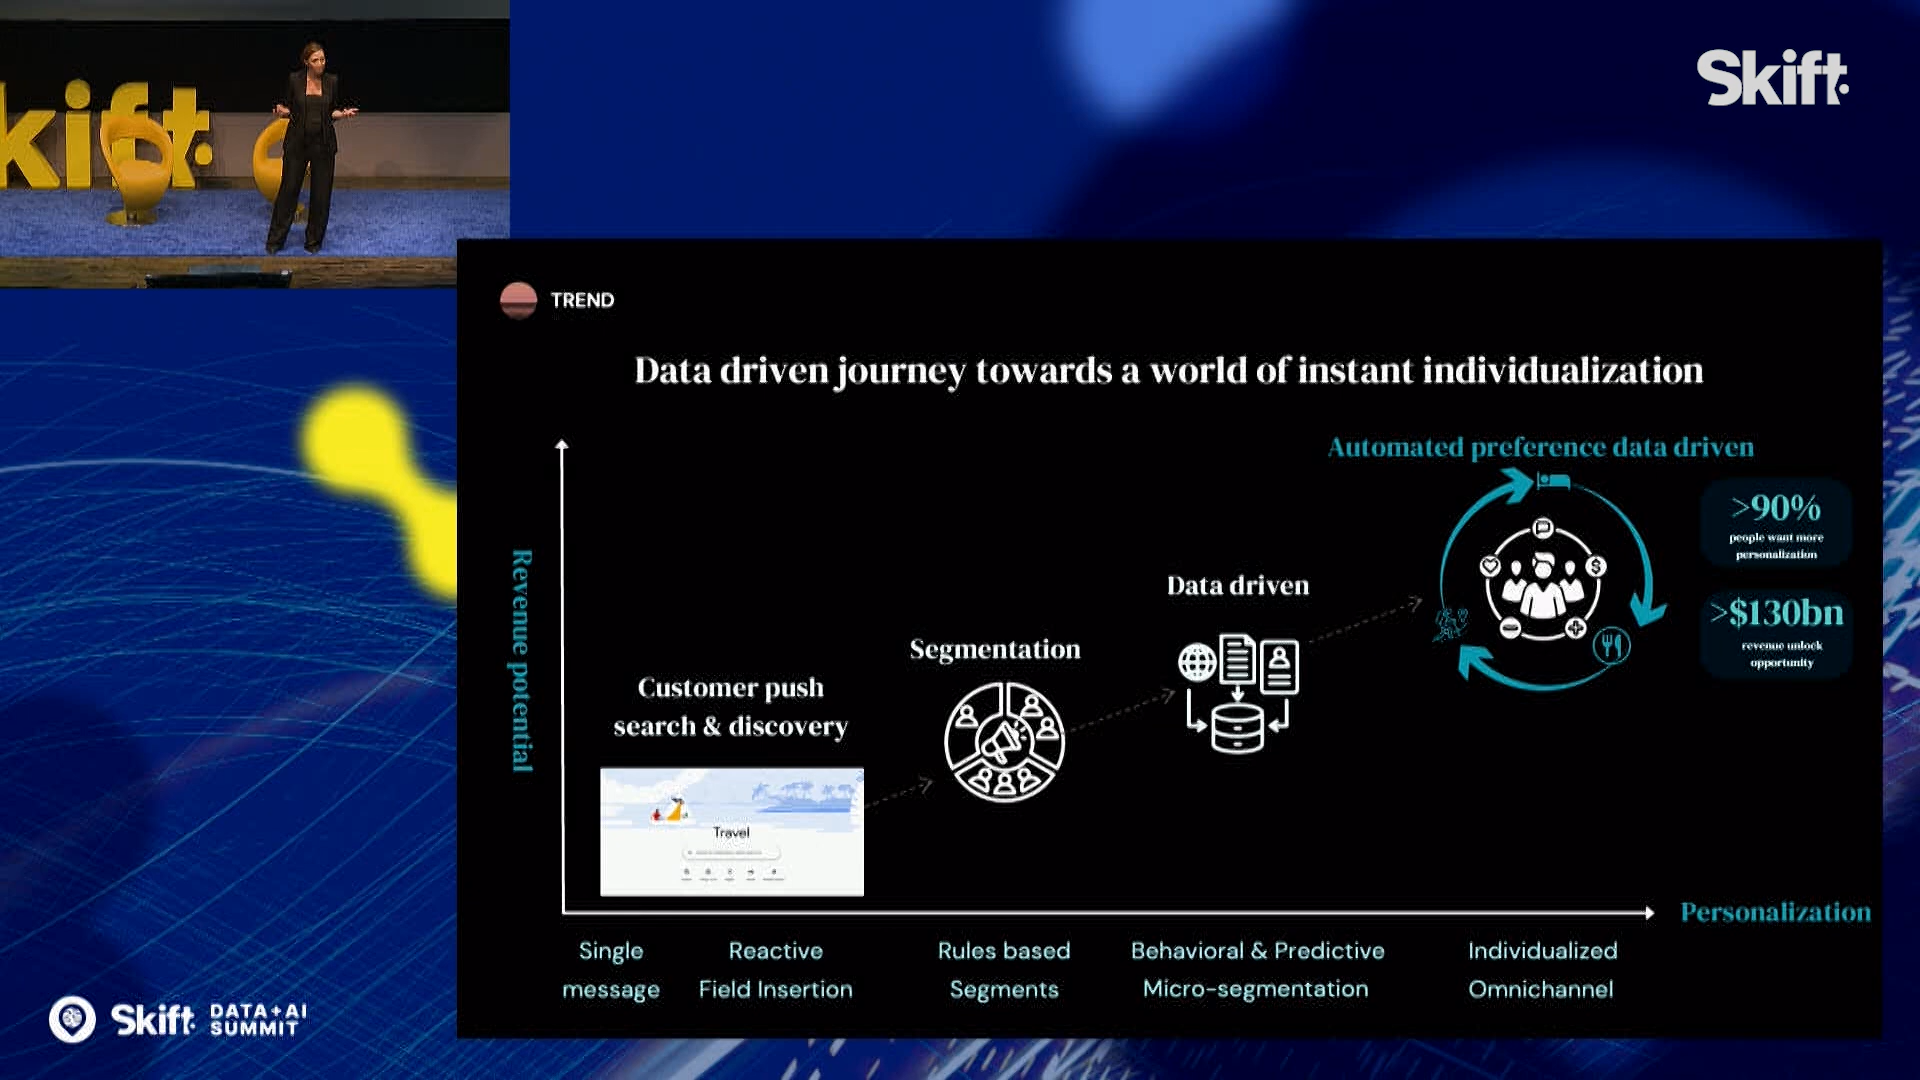 Skift
kift
TREND
Data driven journey towards a world of instant individualization
Automated preference data driven
>90%
people want more
personalization
>$130bn
revenue unlock
opportunity
Data driven
Segmentation
Customer push
search & discovery
Travel
Revenue potential
Personalization
Single
message
Reactive
Field Insertion
Rules based
Segments
Behavioral & Predictive
Micro-segmentation
Individualized
Omnichannel
Skift DATA+AI
SUMMIT